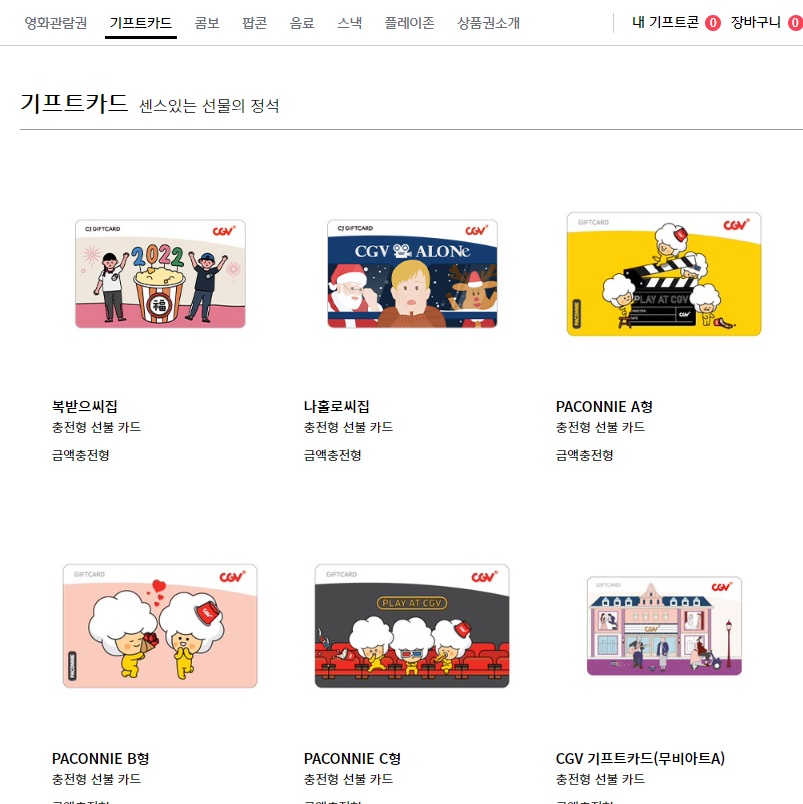 영화관람권 기프트카드 콤보 팝콘 음료 스낵 플레이존 상품권소개 내 기프트콘 0 장바구니 0
기프트카드 센스있는 선물의 정석
CJ GIFTCARD CGV
2022
福
CJ GIFTCARD CGV
CGV ALONe
GIFTCARD CGV
PLAY AT CGV
CGV
PACONNIE
복받으씨집
충전형 선불 카드
금액충전형
나홀로씨집
충전형 선불 카드
금액충전형
PACONNIE A형
충전형 선불 카드
금액충전형
GIFTCARD CGV
PACONNIE
GIFTCARD CGV
PLAY AT CGV
GIFTCARD CGV
CGV
PACONNIE B형
충전형 선불 카드
PACONNIE C형
충전형 선불 카드
CGV 기프트카드(무비아트A)
충전형 선불 카드